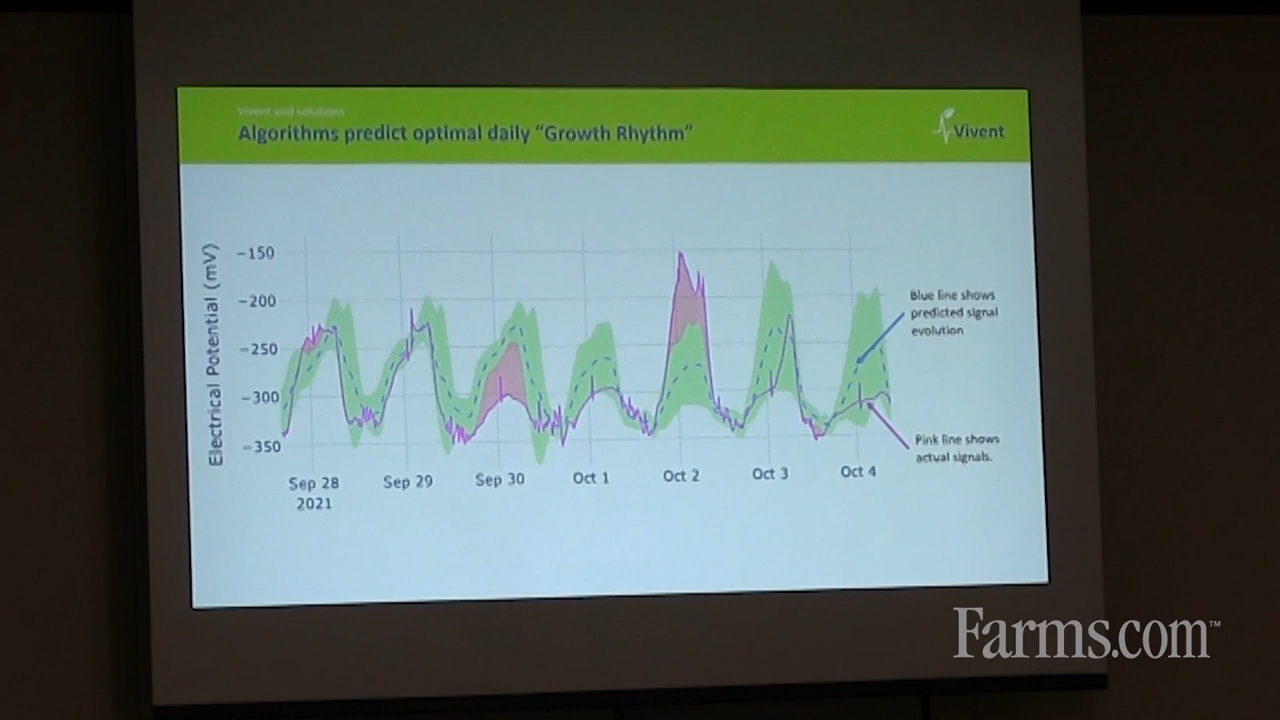 Vivent and solutions
Algorithms predict optimal daily “Growth Rhythm”
Vivent
Electrical Potential (mV)
−150
−200
−250
−300
−350
Sep 28
2021
Sep 29
Sep 30
Oct 1
Oct 2
Oct 3
Oct 4
Blue line shows
predicted signal
evolution
Pink line shows
actual signals.
Farms.com™